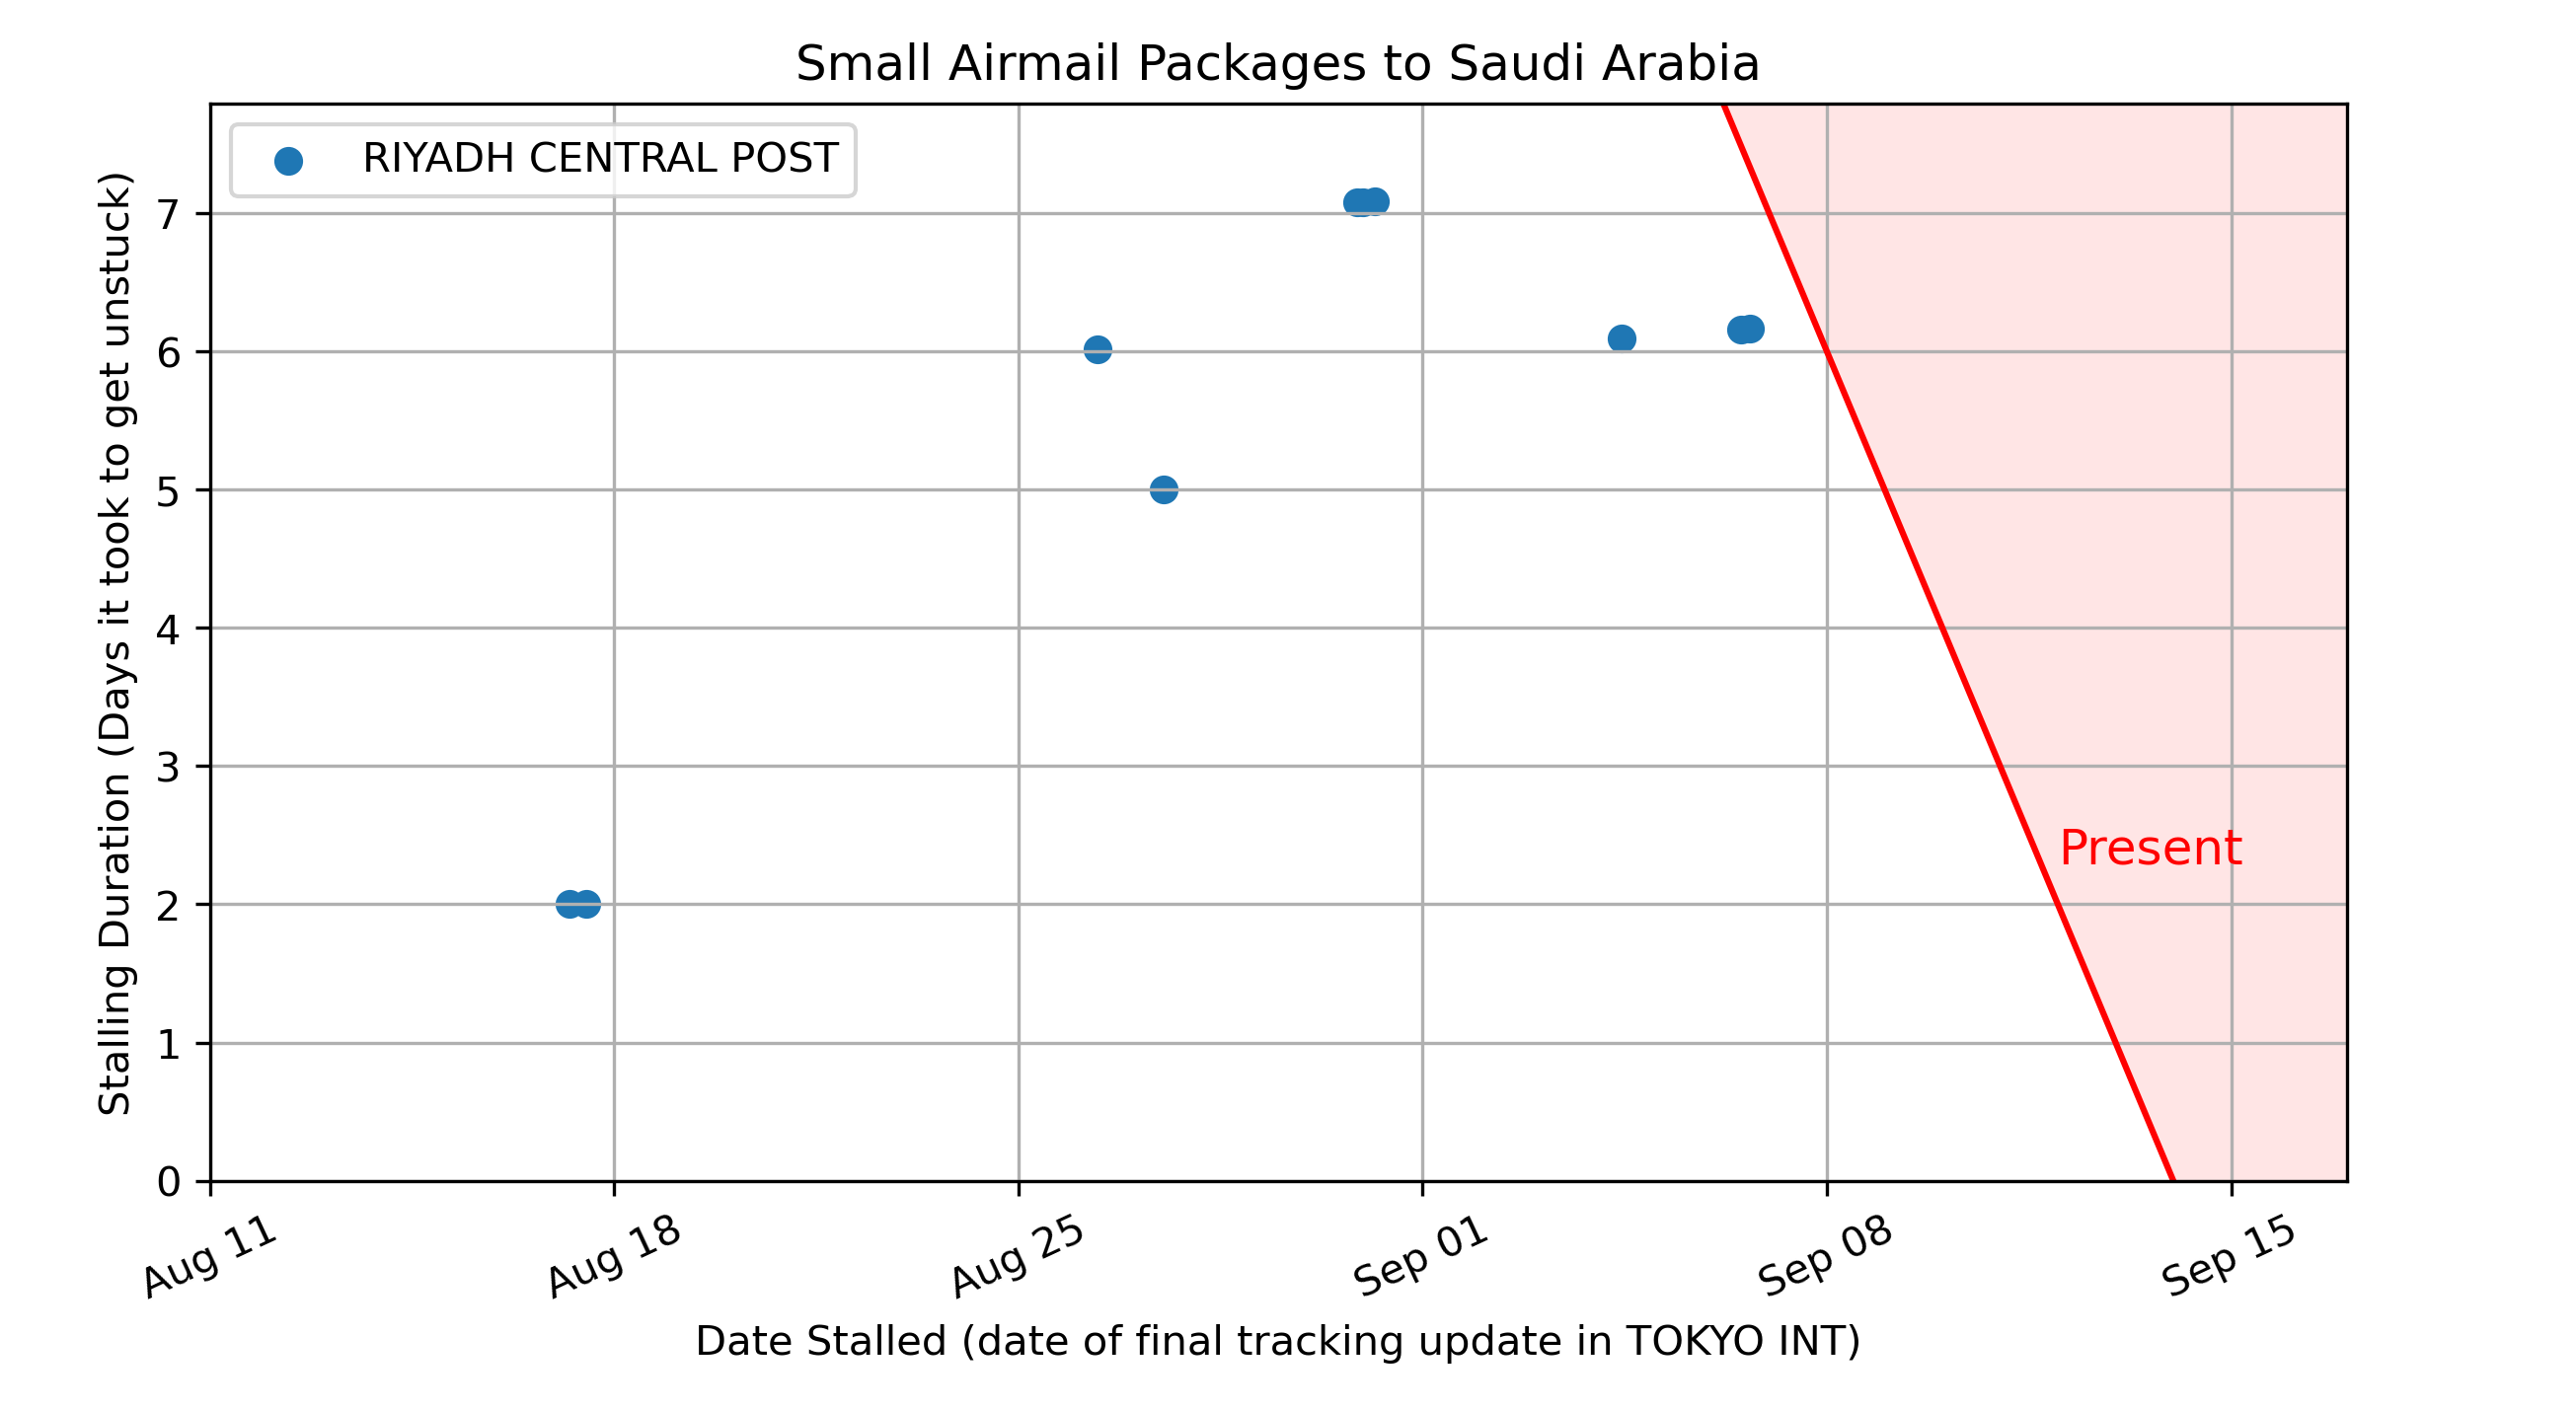 Small Airmail Packages to Saudi Arabia
RIYADH CENTRAL POST
Stalling Duration (Days it took to get unstuck)
7
6
5
4
3
2
1
0
Present
Aug 11
Aug 18
Aug 25
Sep 01
Sep 08
Sep 15
Date Stalled (date of final tracking update in TOKYO INT)